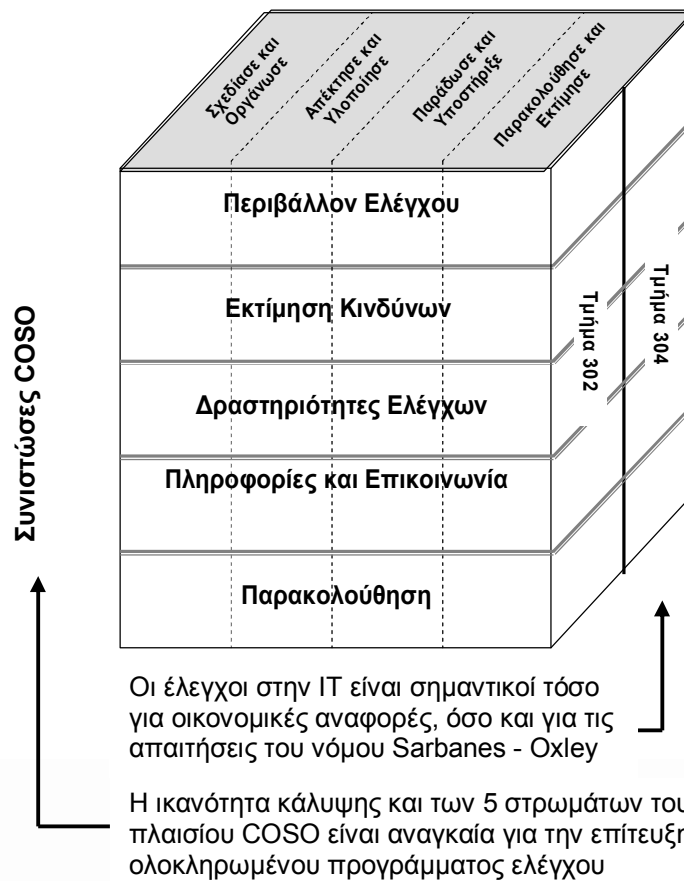 Σχεδίασε και
Οργάνωσε
Απέκτησε και
Υλοποίησε
Παράδωσε και
Υποστήριξε
Παρακολούθησε και
Εκτίμησε
Περιβάλλον Ελέγχου
Εκτίμηση Κινδύνων
Δραστηριότητες Ελέγχων
Πληροφορίες και Επικοινωνία
Παρακολούθηση
Τμήμα 302
Τμήμα 304
Συνιστώσες COSO
Οι έλεγχοι στην IT είναι σημαντικοί τόσο
για οικονομικές αναφορές, όσο και για τις
απαιτήσεις του νόμου Sarbanes - Oxley
Η ικανότητα κάλυψης και των 5 στρωμάτων του
πλαισίου COSO είναι αναγκαία για την επίτευξη
ολοκληρωμένου προγράμματος ελέγχου